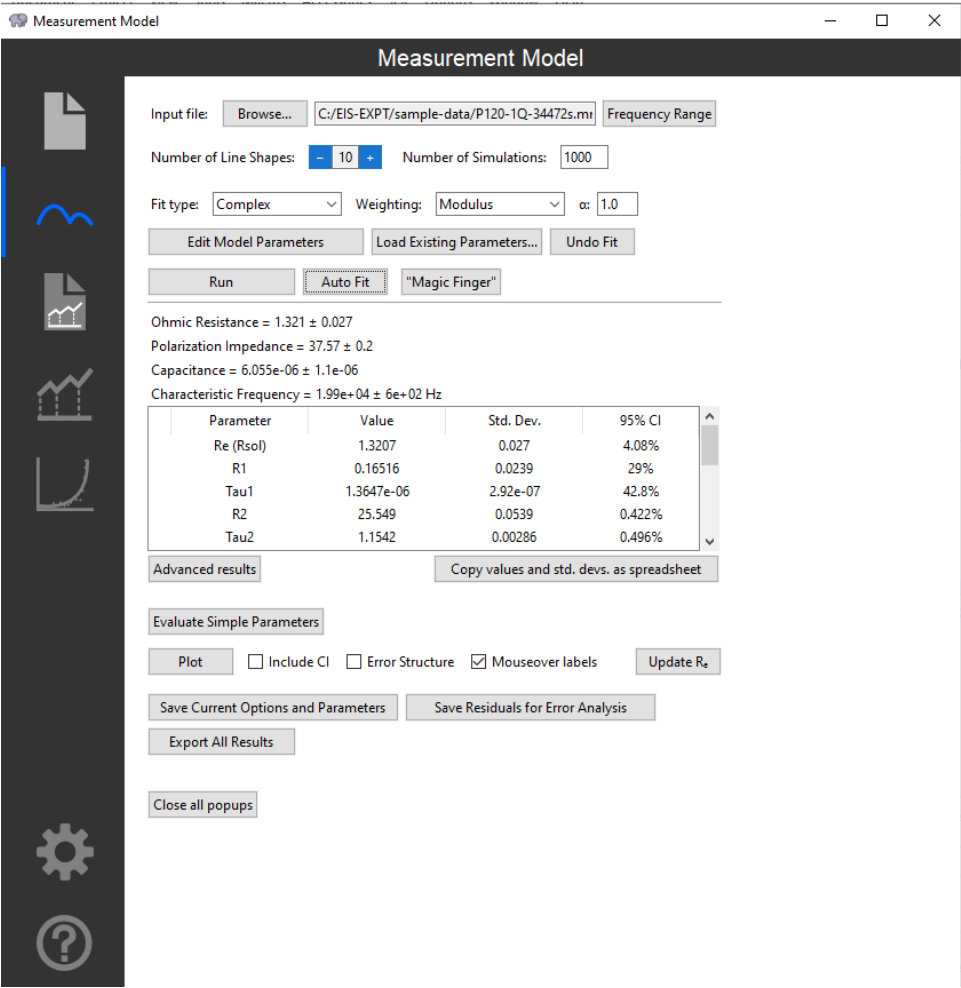 Measurement Model
Measurement Model
Input file: Browse... C:/EIS-EXPT/sample-data/P120-1Q-34472s.mr Frequency Range
Number of Line Shapes: − 10 + Number of Simulations: 1000
Fit type: Complex Weighting: Modulus α: 1.0
Edit Model Parameters Load Existing Parameters... Undo Fit
Run Auto Fit "Magic Finger"
Ohmic Resistance = 1.321 ± 0.027
Polarization Impedance = 37.57 ± 0.2
Capacitance = 6.055e-06 ± 1.1e-06
Characteristic Frequency = 1.99e+04 ± 6e+02 Hz
Parameter Value Std. Dev. 95% CI
Re (Rsol) 1.3207 0.027 4.08%
R1 0.16516 0.0239 29%
Tau1 1.3647e-06 2.92e-07 42.8%
R2 25.549 0.0539 0.422%
Tau2 1.1542 0.00286 0.496%
Advanced results Copy values and std. devs. as spreadsheet
Evaluate Simple Parameters
Plot Include CI Error Structure Mouseover labels Update Rₑ
Save Current Options and Parameters Save Residuals for Error Analysis
Export All Results
Close all popups
?